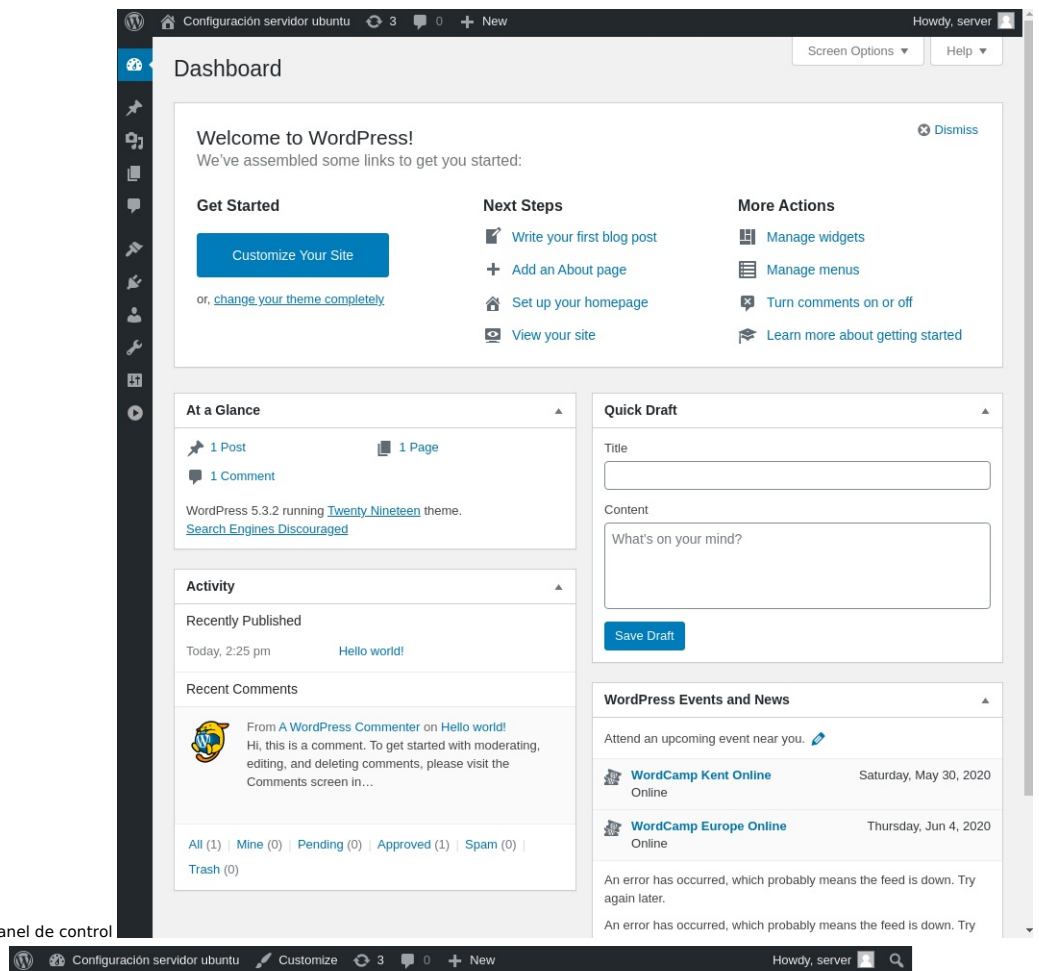 Configuración servidor ubuntu 3 0 New Howdy, server
Screen Options Help
Dashboard
Welcome to WordPress!
Dismiss
We've assembled some links to get you started:
Get Started
Customize Your Site
or, change your theme completely
Next Steps
Write your first blog post
Add an About page
Set up your homepage
View your site
More Actions
Manage widgets
Manage menus
Turn comments on or off
Learn more about getting started
At a Glance
1 Post 1 Page
1 Comment
WordPress 5.3.2 running Twenty Nineteen theme.
Search Engines Discouraged
Activity
Recently Published
Today, 2:25 pm Hello world!
Recent Comments
From A WordPress Commenter on Hello world!
Hi, this is a comment. To get started with moderating,
editing, and deleting comments, please visit the
Comments screen in…
All (1) | Mine (0) | Pending (0) | Approved (1) | Spam (0) |
Trash (0)
Quick Draft
Title
Content
What's on your mind?
Save Draft
WordPress Events and News
Attend an upcoming event near you.
WordCamp Kent Online Saturday, May 30, 2020
Online
WordCamp Europe Online Thursday, Jun 4, 2020
Online
An error has occurred, which probably means the feed is down. Try
again later.
An error has occurred, which probably means the feed is down. Try
anel de control
Configuración servidor ubuntu Customize 3 0 New Howdy, server